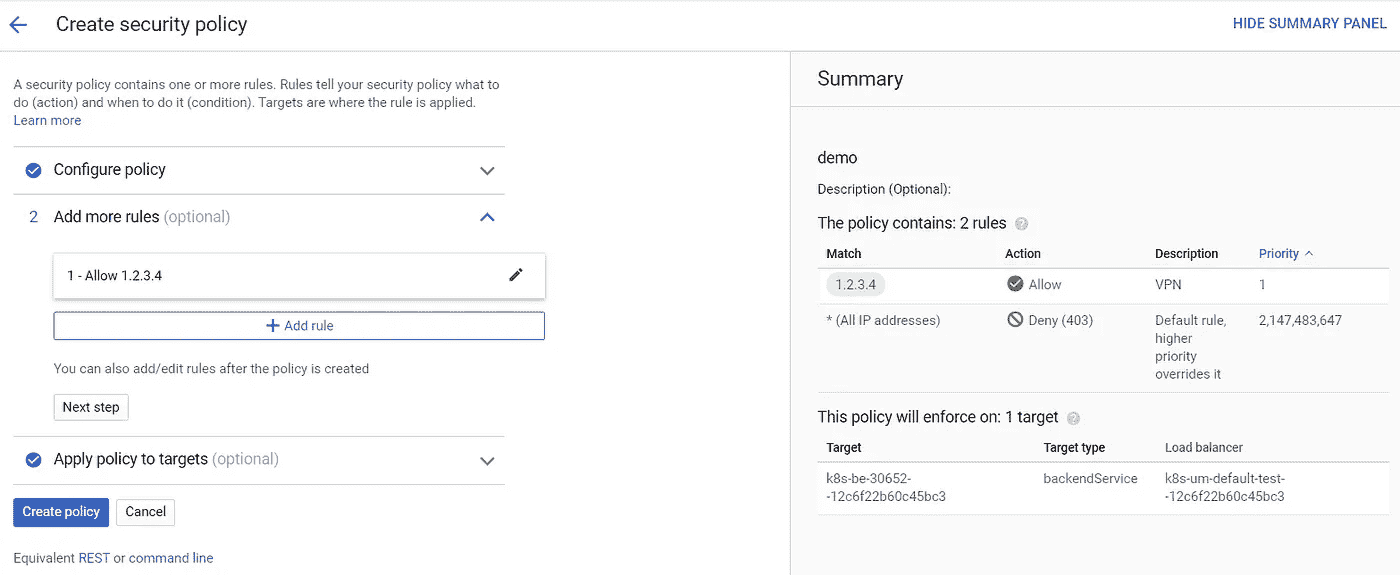 Create security policy
HIDE SUMMARY PANEL
A security policy contains one or more rules. Rules tell your security policy what to
do (action) and when to do it (condition). Targets are where the rule is applied.
Learn more
Configure policy
2 Add more rules (optional)
1 - Allow 1.2.3.4
+ Add rule
You can also add/edit rules after the policy is created
Next step
Apply policy to targets (optional)
Create policy Cancel
Equivalent REST or command line
Summary
demo
Description (Optional):
The policy contains: 2 rules ?
Match Action Description Priority
1.2.3.4 Allow VPN 1
* (All IP addresses) Deny (403) Default rule, 2,147,483,647
higher
priority
overrides it
This policy will enforce on: 1 target ?
Target Target type Load balancer
k8s-be-30652- backendService k8s-um-default-test-
-12c6f22b60c45bc3 -12c6f22b60c45bc3